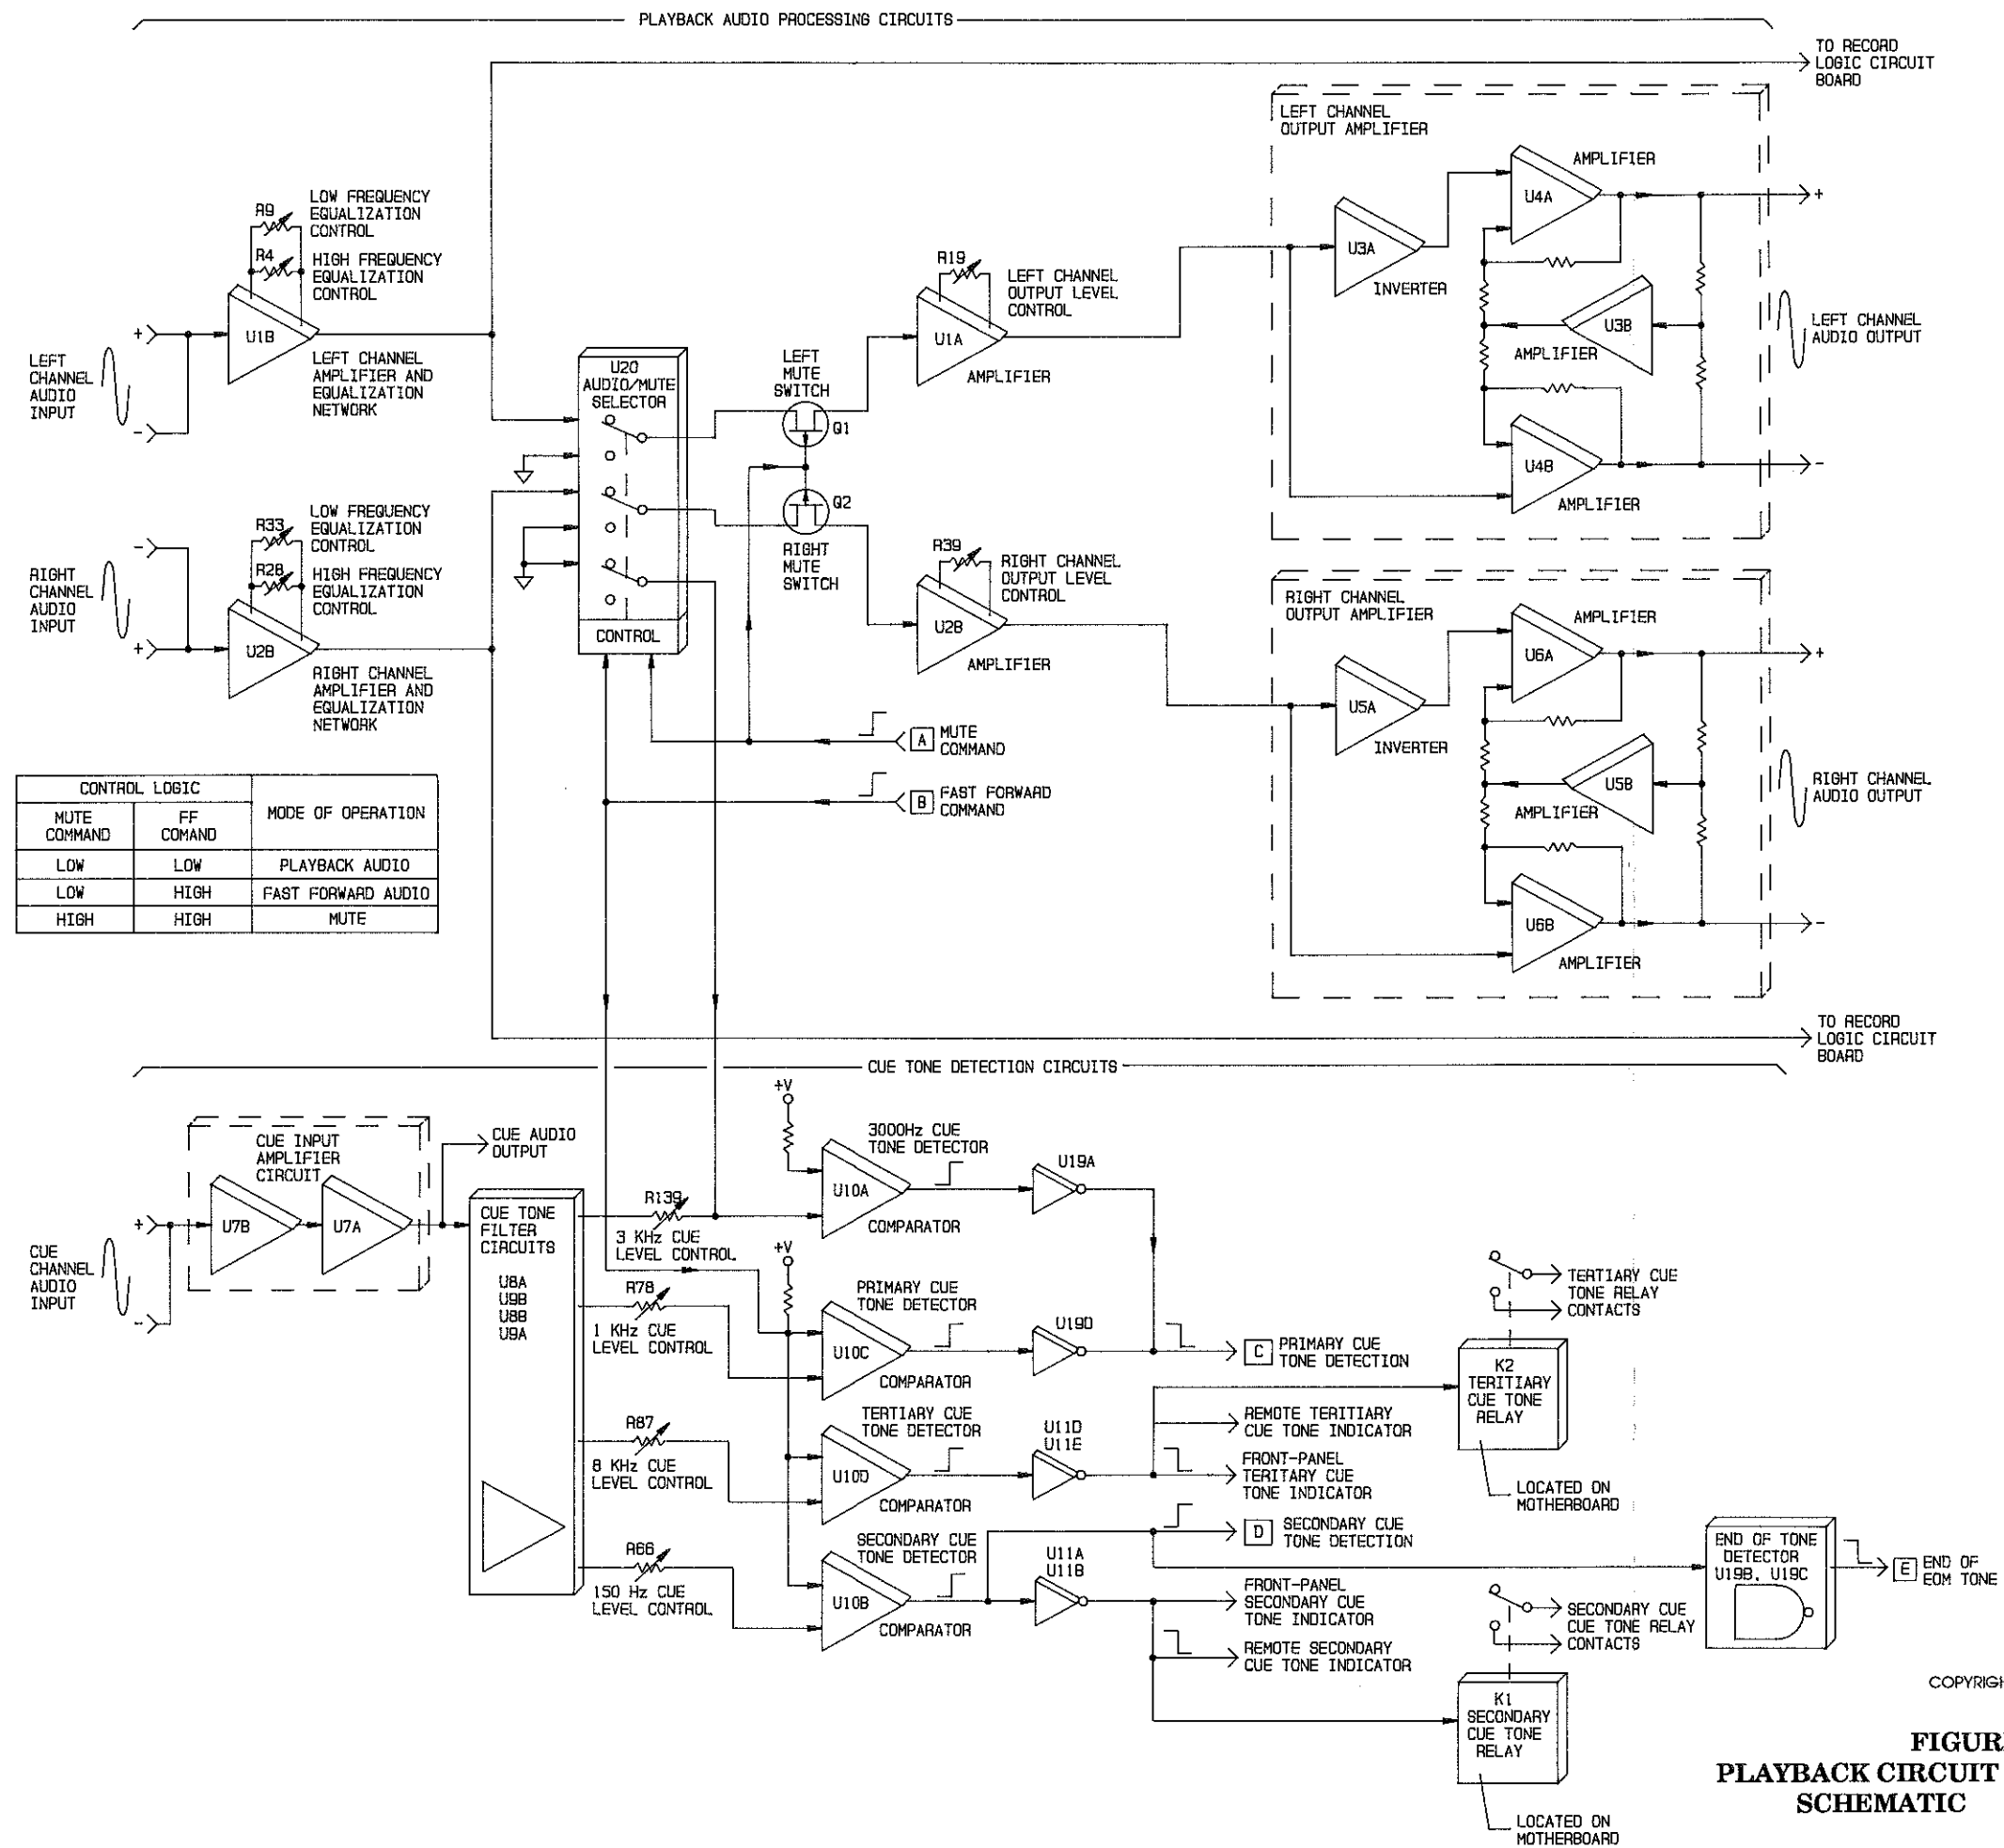 PLAYBACK AUDIO PROCESSING CIRCUITS
TO RECORD
LOGIC CIRCUIT
BOARD
LEFT CHANNEL
OUTPUT AMPLIFIER
AMPLIFIER
U4A
+
U3A
INVERTER
U3B
AMPLIFIER
LEFT CHANNEL
AUDIO OUTPUT
U4B
-
AMPLIFIER
R9
LOW FREQUENCY
EQUALIZATION
CONTROL
R4
HIGH FREQUENCY
EQUALIZATION
CONTROL
+
U1B
LEFT
CHANNEL
AUDIO
INPUT
-
LEFT CHANNEL
AMPLIFIER AND
EQUALIZATION
NETWORK
U20
AUDIO/MUTE
SELECTOR
CONTROL
LEFT
MUTE
SWITCH
Q1
Q2
RIGHT
MUTE
SWITCH
R19
LEFT CHANNEL
OUTPUT LEVEL
CONTROL
U1A
AMPLIFIER
R33
LOW FREQUENCY
EQUALIZATION
CONTROL
R28
HIGH FREQUENCY
EQUALIZATION
CONTROL
-
RIGHT
CHANNEL
AUDIO
INPUT
+
U2B
RIGHT CHANNEL
AMPLIFIER AND
EQUALIZATION
NETWORK
R39
RIGHT CHANNEL
OUTPUT LEVEL
CONTROL
U2B
AMPLIFIER
RIGHT CHANNEL
OUTPUT AMPLIFIER
AMPLIFIER
U6A
+
U5A
INVERTER
U5B
AMPLIFIER
RIGHT CHANNEL
AUDIO OUTPUT
U6B
-
AMPLIFIER
A MUTE
COMMAND
B FAST FORWARD
COMMAND
CONTROL LOGIC
MODE OF OPERATION
MUTE
COMMAND
FF
COMAND
LOW LOW PLAYBACK AUDIO
LOW HIGH FAST FORWARD AUDIO
HIGH HIGH MUTE
TO RECORD
LOGIC CIRCUIT
BOARD
CUE TONE DETECTION CIRCUITS
CUE INPUT
AMPLIFIER
CIRCUIT
U7B
U7A
CUE AUDIO
OUTPUT
+
CUE
CHANNEL
AUDIO
INPUT
-
CUE TONE
FILTER
CIRCUITS
U8A
U9B
U8B
U9A
R139
3 KHz CUE
LEVEL CONTROL
R78
1 KHz CUE
LEVEL CONTROL
R87
8 KHz CUE
LEVEL CONTROL
R66
150 Hz CUE
LEVEL CONTROL
+V
3000Hz CUE
TONE DETECTOR
U10A
COMPARATOR
U19A
+V
PRIMARY CUE
TONE DETECTOR
U10C
COMPARATOR
U19D
C PRIMARY CUE
TONE DETECTION
TERTIARY CUE
TONE DETECTOR
U10D
COMPARATOR
U11D
U11E
REMOTE TERITIARY
CUE TONE INDICATOR
FRONT-PANEL
TERITARY CUE
TONE INDICATOR
D SECONDARY CUE
TONE DETECTION
SECONDARY CUE
TONE DETECTOR
U10B
COMPARATOR
U11A
U11B
FRONT-PANEL
SECONDARY CUE
TONE INDICATOR
REMOTE SECONDARY
CUE TONE INDICATOR
TERTIARY CUE
TONE RELAY
CONTACTS
K2
TERITIARY
CUE TONE
RELAY
LOCATED ON
MOTHERBOARD
END OF TONE
DETECTOR
U19B, U19C
E END OF
EOM TONE
SECONDARY CUE
CUE TONE RELAY
CONTACTS
K1
SECONDARY
CUE TONE
RELAY
LOCATED ON
MOTHERBOARD
COPYRIGH
FIGUR
PLAYBACK CIRCUIT
SCHEMATIC